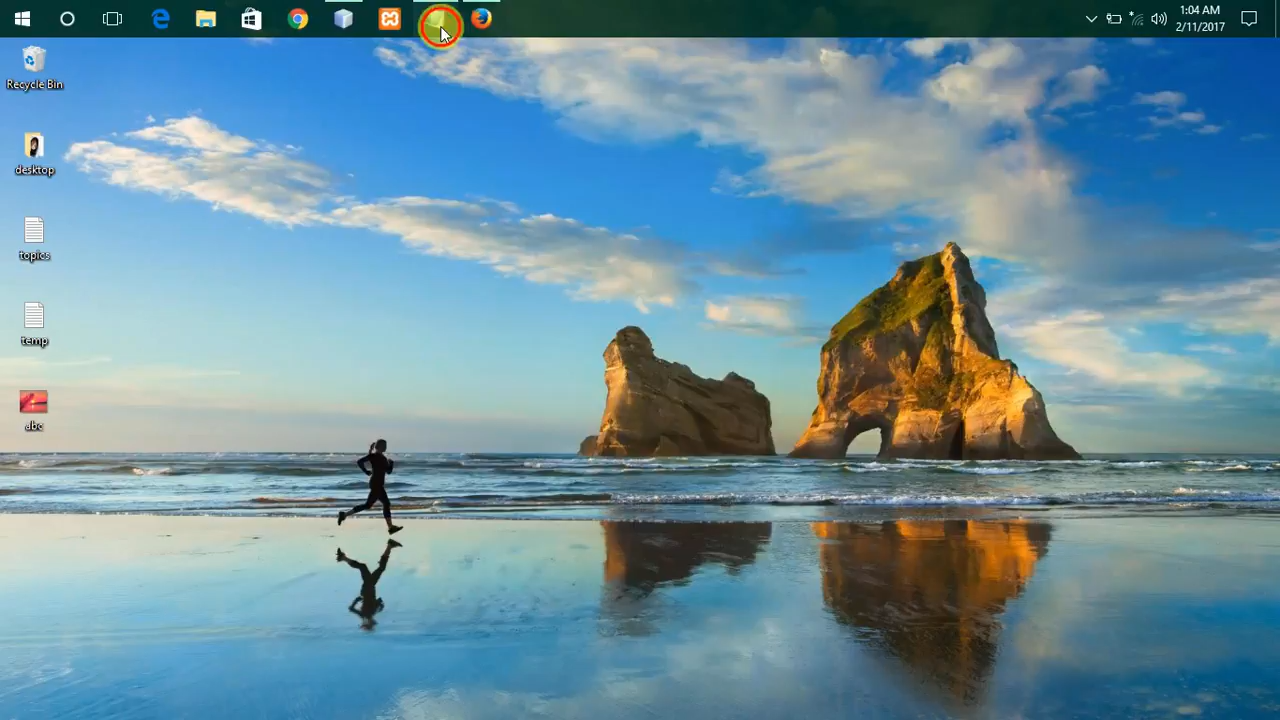 1:04 AM
2/11/2017
Recycle Bin
desktop
topics
temp
abc